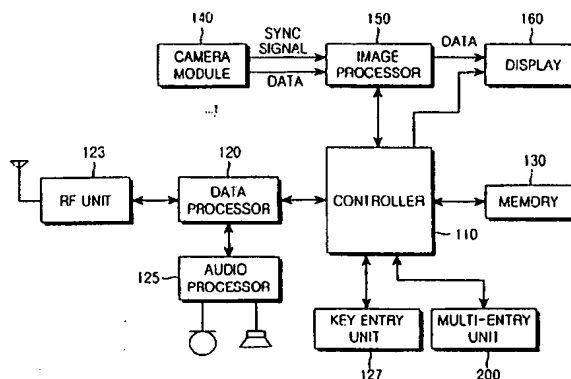 140
150
160
SYNC
SIGNAL
DATA
CAMERA
MODULE
DATA
IMAGE
PROCESSOR
DISPLAY
123
120
130
RF UNIT
DATA
PROCESSOR
CONTROLLER
MEMORY
110
125
AUDIO
PROCESSOR
KEY ENTRY
UNIT
MULTI-ENTRY
UNIT
127
200